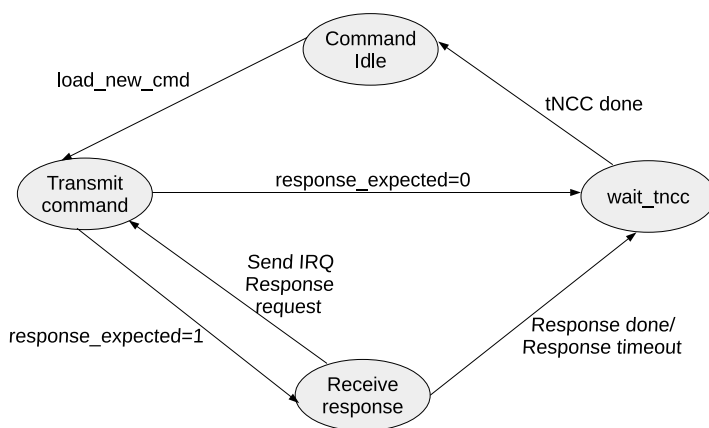 Command
Idle
load_new_cmd
tNCC done
Transmit
command
response_expected=0
wait_tncc
Send IRQ
Response
request
response_expected=1
Response done/
Response timeout
Receive
response